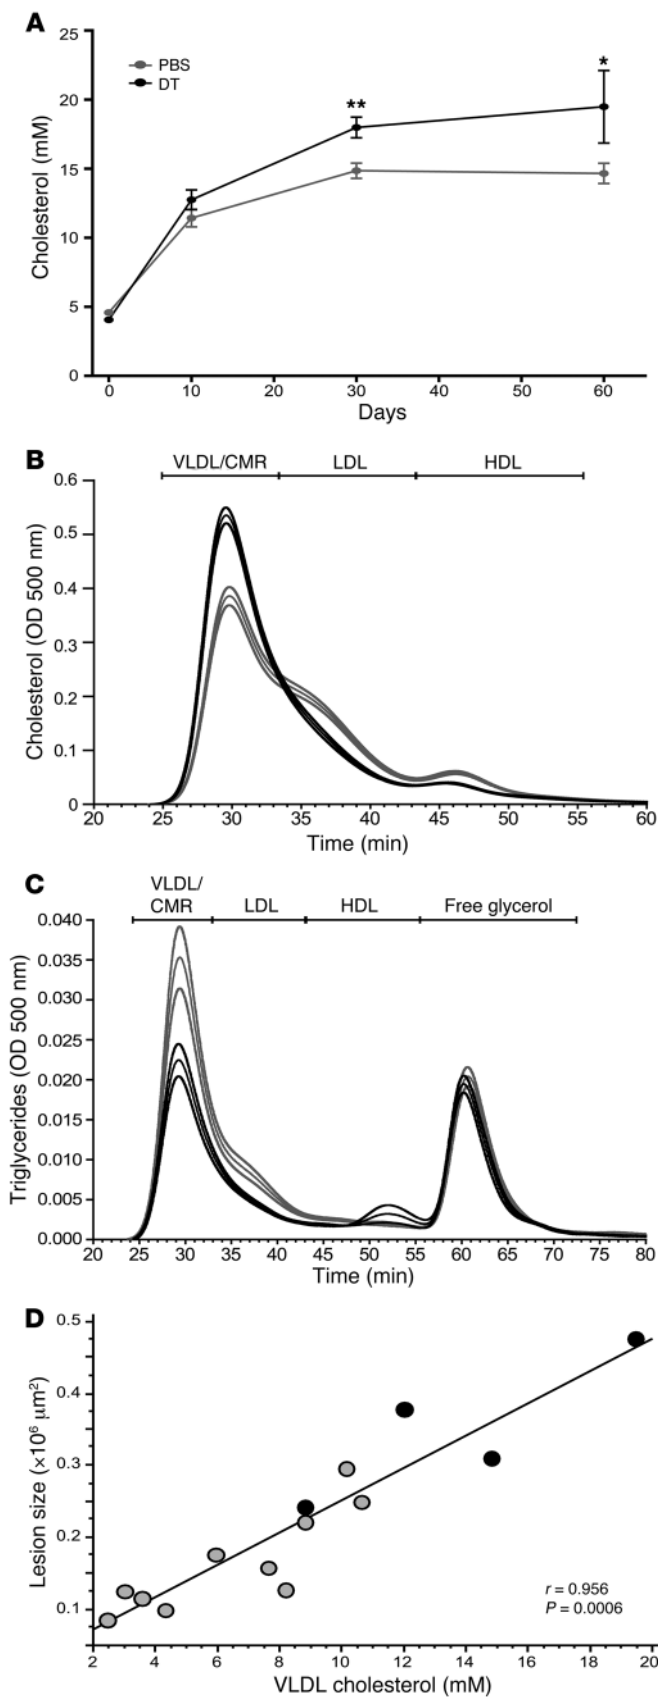 A
25
20
15
10
5
0
Cholesterol (mM)
PBS
DT
**
*
0 10 20 30 40 50 60
Days
B
VLDL/CMR LDL HDL
0.6
0.5
0.4
0.3
0.2
0.1
0
Cholesterol (OD 500 nm)
20 25 30 35 40 45 50 55 60
Time (min)
C
VLDL/
CMR LDL HDL Free glycerol
0.040
0.035
0.030
0.025
0.020
0.015
0.010
0.005
0.000
Triglycerides (OD 500 nm)
20 25 30 35 40 45 50 55 60 65 70 75 80
Time (min)
D
0.5
0.4
0.3
0.2
0.1
Lesion size (×10⁶ μm²)
r = 0.956
P = 0.0006
2 4 6 8 10 12 14 16 18 20
VLDL cholesterol (mM)